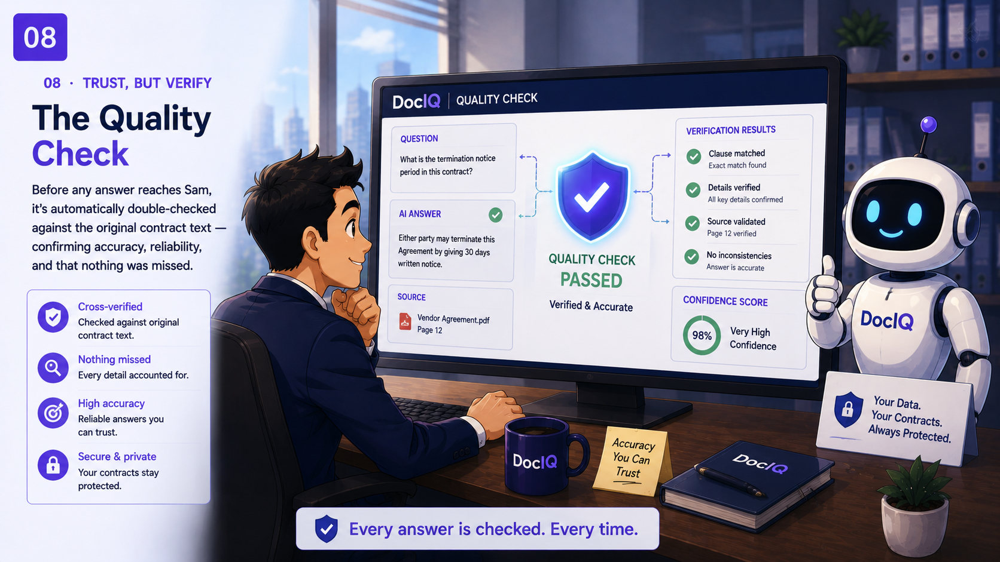 08
08 · TRUST, BUT VERIFY
The Quality
Check
Before any answer reaches Sam,
it's automatically double-checked
against the original contract text —
confirming accuracy, reliability,
and that nothing was missed.
Cross-verified
Checked against original
contract text.
Nothing missed
Every detail accounted for.
High accuracy
Reliable answers you
can trust.
Secure & private
Your contracts stay
protected.
DocIQ | QUALITY CHECK
QUESTION
What is the termination notice
period in this contract?
AI ANSWER
Either party may terminate this
Agreement by giving 30 days
written notice.
SOURCE
Vendor Agreement.pdf
Page 12
QUALITY CHECK
PASSED
Verified & Accurate
VERIFICATION RESULTS
Clause matched
Exact match found
Details verified
All key details confirmed
Source validated
Page 12 verified
No inconsistencies
Answer is accurate
CONFIDENCE SCORE
98%
Very High
Confidence
DocIQ
Your Data.
Your Contracts.
Always Protected.
DocIQ
Accuracy
You Can
Trust
DocIQ
Every answer is checked. Every time.